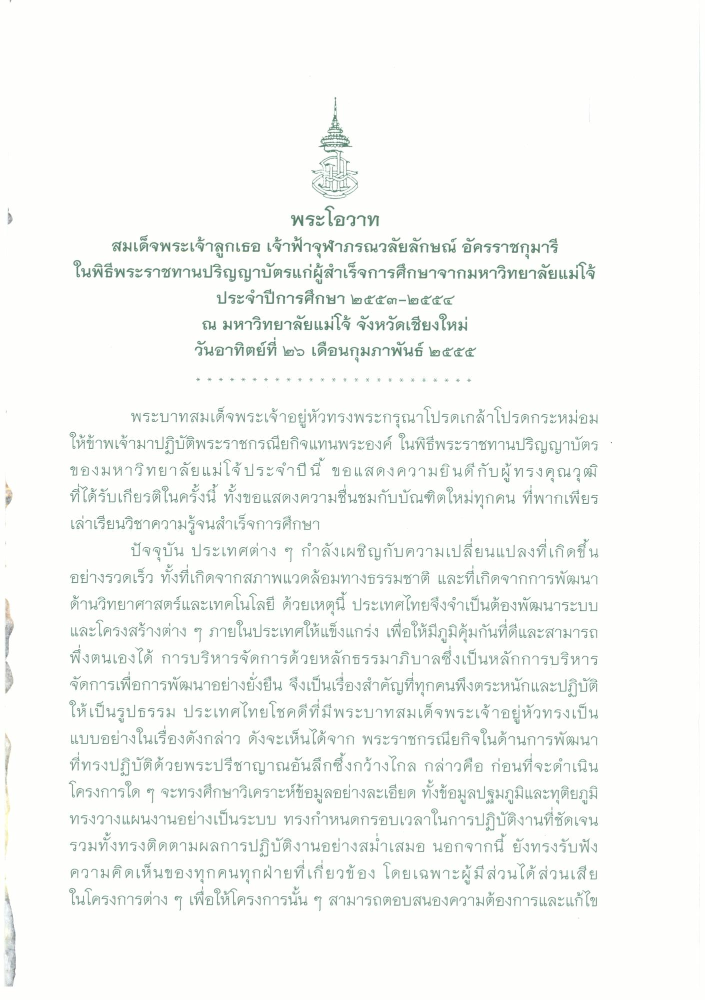 พระโอวาท
สมเด็จพระเจ้าลูกเธอ เจ้าฟ้าจุฬาภรณวลัยลักษณ์ อัครราชกุมารี
ในพิธีพระราชทานปริญญาบัตรแก่ผู้สำเร็จการศึกษาจากมหาวิทยาลัยแม่โจ้
ประจำปีการศึกษา ๒๕๕๓-๒๕๕๔
ณ มหาวิทยาลัยแม่โจ้ จังหวัดเชียงใหม่
วันอาทิตย์ที่ ๒๖ เดือนกุมภาพันธ์ ๒๕๕๕
* * * * * * * * * * * * * * * * * * * * * * * * *
พระบาทสมเด็จพระเจ้าอยู่หัวทรงพระกรุณาโปรดเกล้าโปรดกระหม่อม
ให้ข้าพเจ้ามาปฏิบัติพระราชกรณียกิจแทนพระองค์ ในพิธีพระราชทานปริญญาบัตร
ของมหาวิทยาลัยแม่โจ้ประจำปีนี้ ขอแสดงความยินดีกับผู้ทรงคุณวุฒิ
ที่ได้รับเกียรติในครั้งนี้ ทั้งขอแสดงความชื่นชมกับบัณฑิตใหม่ทุกคน ที่พากเพียร
เล่าเรียนวิชาความรู้จนสำเร็จการศึกษา
ปัจจุบัน ประเทศต่าง ๆ กำลังเผชิญกับความเปลี่ยนแปลงที่เกิดขึ้น
อย่างรวดเร็ว ทั้งที่เกิดจากสภาพแวดล้อมทางธรรมชาติ และที่เกิดจากการพัฒนา
ด้านวิทยาศาสตร์และเทคโนโลยี ด้วยเหตุนี้ ประเทศไทยจึงจำเป็นต้องพัฒนาระบบ
และโครงสร้างต่าง ๆ ภายในประเทศให้แข็งแกร่ง เพื่อให้มีภูมิคุ้มกันที่ดีและสามารถ
พึ่งตนเองได้ การบริหารจัดการด้วยหลักธรรมาภิบาลซึ่งเป็นหลักการบริหาร
จัดการเพื่อการพัฒนาอย่างยั่งยืน จึงเป็นเรื่องสำคัญที่ทุกคนพึงตระหนักและปฏิบัติ
ให้เป็นรูปธรรม ประเทศไทยโชคดีที่มีพระบาทสมเด็จพระเจ้าอยู่หัวทรงเป็น
แบบอย่างในเรื่องดังกล่าว ดังจะเห็นได้จาก พระราชกรณียกิจในด้านการพัฒนา
ที่ทรงปฏิบัติด้วยพระปรีชาญาณอันลึกซึ้งกว้างไกล กล่าวคือ ก่อนที่จะดำเนิน
โครงการใด ๆ จะทรงศึกษาวิเคราะห์ข้อมูลอย่างละเอียด ทั้งข้อมูลปฐมภูมิและทุติยภูมิ
ทรงวางแผนงานอย่างเป็นระบบ ทรงกำหนดกรอบเวลาในการปฏิบัติงานที่ชัดเจน
รวมทั้งทรงติดตามผลการปฏิบัติงานอย่างสม่ำเสมอ นอกจากนี้ ยังทรงรับฟัง
ความคิดเห็นของทุกคนทุกฝ่ายที่เกี่ยวข้อง โดยเฉพาะผู้มีส่วนได้ส่วนเสีย
ในโครงการต่าง ๆ เพื่อให้โครงการนั้น ๆ สามารถตอบสนองความต้องการและแก้ไข